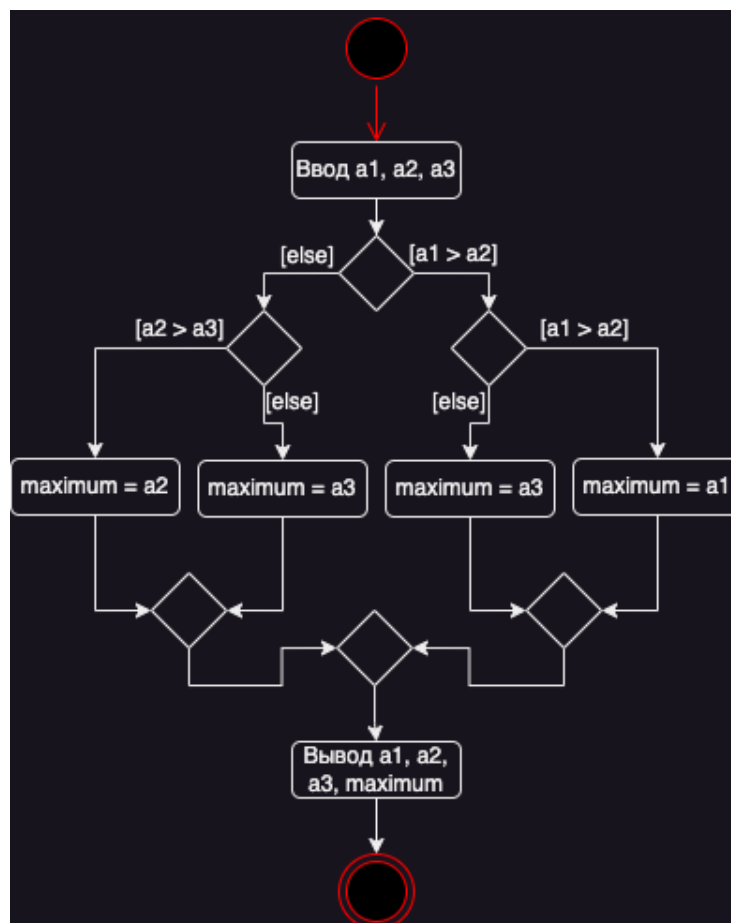 Ввод a1, a2, a3
[else]
[a1 > a2]
[a2 > a3]
[a1 > a2]
[else]
[else]
maximum = a2
maximum = a3
maximum = a3
maximum = a1
Вывод a1, a2,
a3, maximum